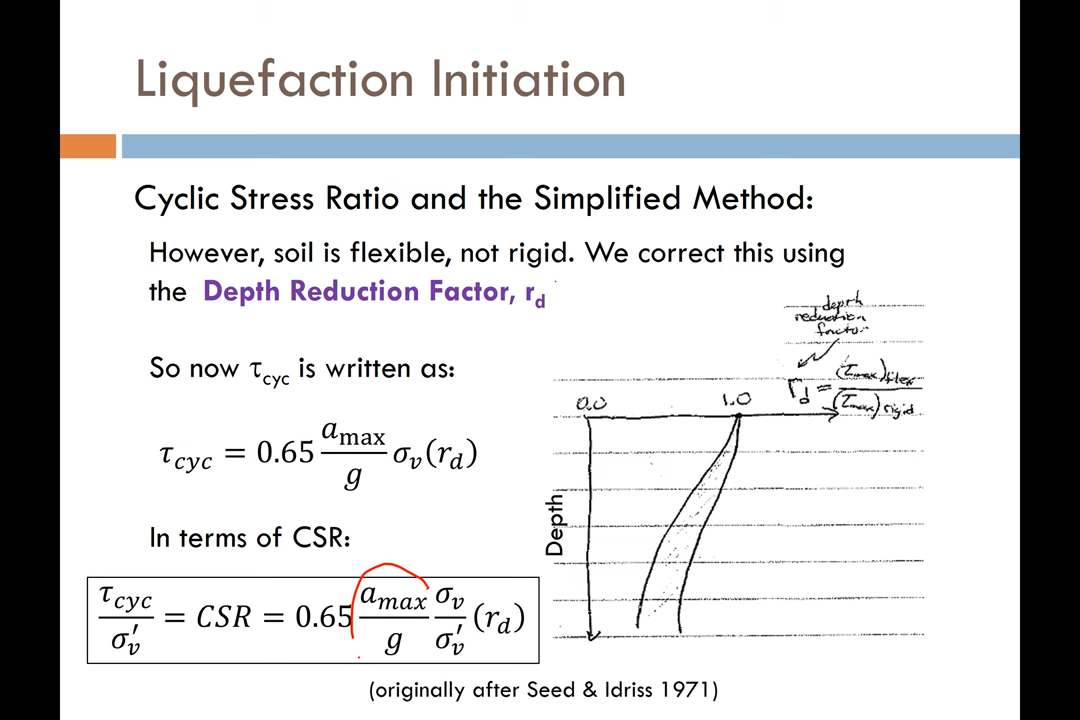 Liquefaction Initiation
Cyclic Stress Ratio and the Simplified Method:
However, soil is flexible, not rigid. We correct this using
the Depth Reduction Factor, r_d
So now τ_cyc is written as:
τ_cyc = 0.65 a_max/g σ_v(r_d)
In terms of CSR:
τ_cyc/σ′_v = CSR = 0.65 a_max/g σ_v/σ′_v (r_d)
depth
reduction
factor
r_d = (τ_max)flex/(τ_max)rigid
0.0 1.0
Depth
(originally after Seed & Idriss 1971)